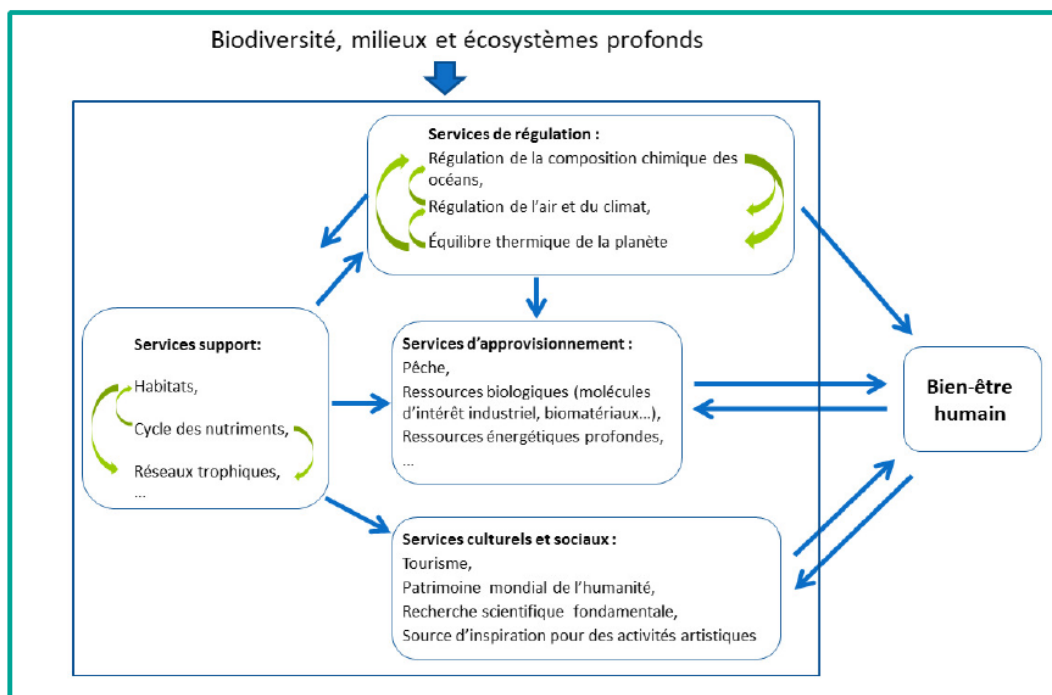 Biodiversité, milieux et écosystèmes profonds
Services de régulation :
Régulation de la composition chimique des
océans,
Régulation de l'air et du climat,
Équilibre thermique de la planète
Services support:
Habitats,
Cycle des nutriments,
Réseaux trophiques,
...
Services d'approvisionnement :
Pêche,
Ressources biologiques (molécules
d'intérêt industriel, biomatériaux...),
Ressources énergétiques profondes,
...
Bien-être
humain
Services culturels et sociaux :
Tourisme,
Patrimoine mondial de l'humanité,
Recherche scientifique fondamentale,
Source d'inspiration pour des activités artistiques